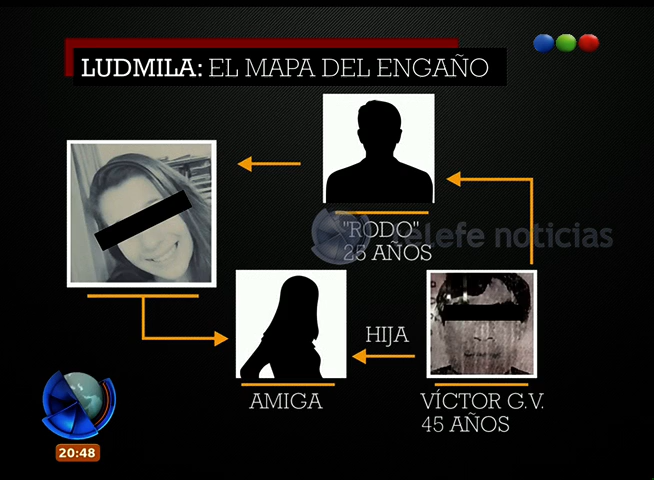 LUDMILA: EL MAPA DEL ENGAÑO
"RODO"
25 AÑOS
telefe noticias
HIJA
AMIGA
VÍCTOR G.V.
45 AÑOS
20:48